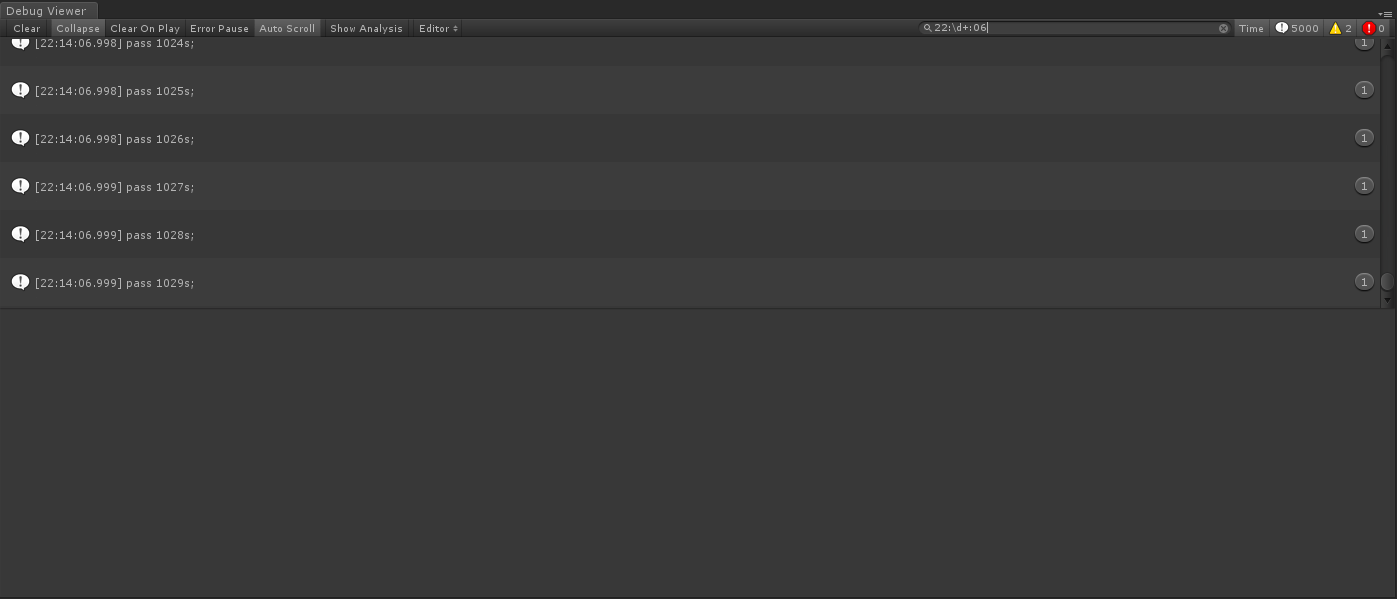 Debug Viewer
Clear Collapse Clear On Play Error Pause Auto Scroll Show Analysis Editor 22:\d+:06 Time 5000 2 0
[22:14:06.998] pass 1024s; 1
[22:14:06.998] pass 1025s; 1
[22:14:06.998] pass 1026s; 1
[22:14:06.999] pass 1027s; 1
[22:14:06.999] pass 1028s; 1
[22:14:06.999] pass 1029s; 1